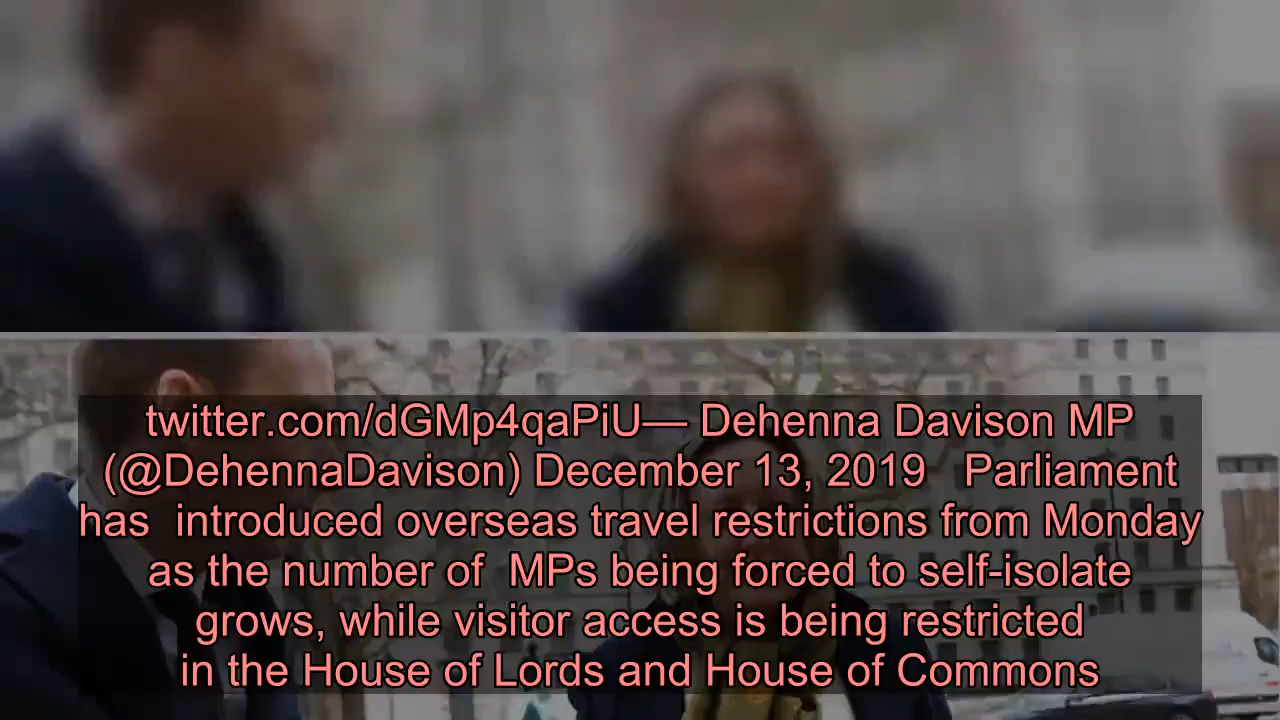 twitter.com/dGMp4qaPiU— Dehenna Davison MP
(@DehennaDavison) December 13, 2019   Parliament
has  introduced overseas travel restrictions from Monday
as the number of  MPs being forced to self-isolate
grows, while visitor access is being restricted
in the House of Lords and House of Commons